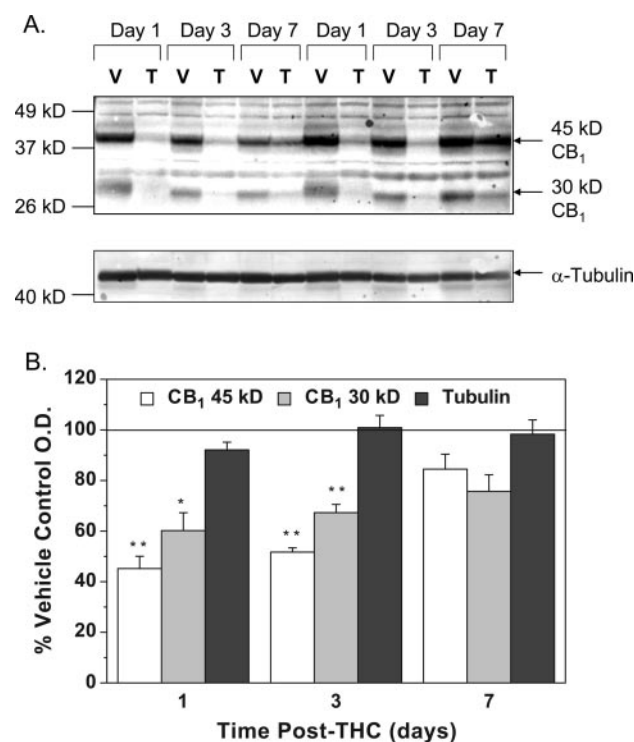 A.
Day 1 Day 3 Day 7 Day 1 Day 3 Day 7
V T V T V T V T V T V T
49 kD
37 kD
26 kD
45 kD
CB₁
30 kD
CB₁
40 kD
α-Tubulin
B.
% Vehicle Control O.D.
120
100
80
60
40
20
0
CB₁ 45 kD CB₁ 30 kD Tubulin
** * ** **
1 3 7
Time Post-THC (days)